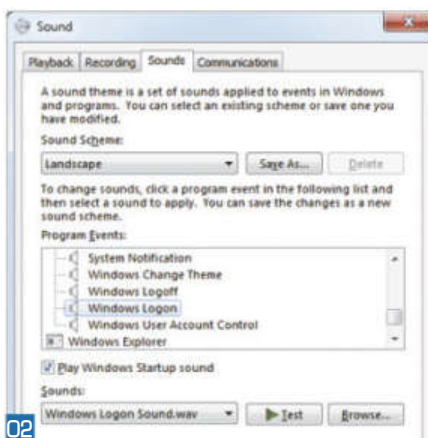 Sound
Playback Recording Sounds Communications
A sound theme is a set of sounds applied to events in Windows
and programs. You can select an existing scheme or save one you
have modified.
Sound Scheme:
Landscape Save As... Delete
To change sounds, click a program event in the following list and
then select a sound to apply. You can save the changes as a new
sound scheme.
Program Events:
System Notification
Windows Change Theme
Windows Logoff
Windows Logon
Windows User Account Control
Windows Explorer
Play Windows Startup sound
Sounds:
Windows Logon Sound.wav Test Browse...
02